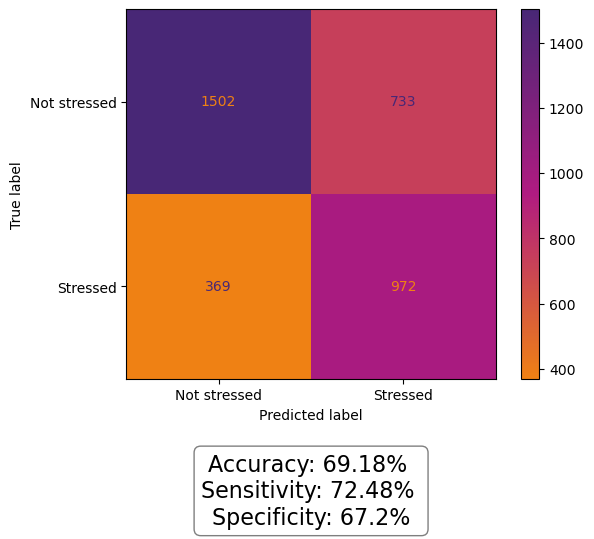 1400
Not stressed
1502
733
1200
1000
True label
800
Stressed
369
972
600
400
Not stressed
Stressed
Predicted label
Accuracy: 69.18%
Sensitivity: 72.48%
Specificity: 67.2%